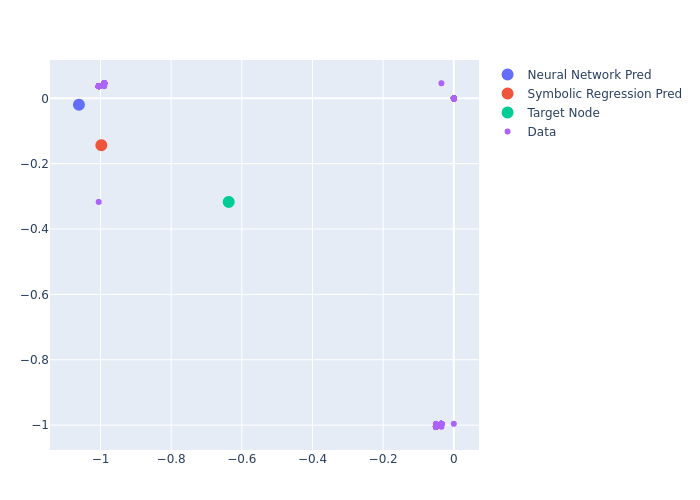 Neural Network Pred
Symbolic Regression Pred
Target Node
Data
0
−0.2
−0.4
−0.6
−0.8
−1
−1 −0.8 −0.6 −0.4 −0.2 0